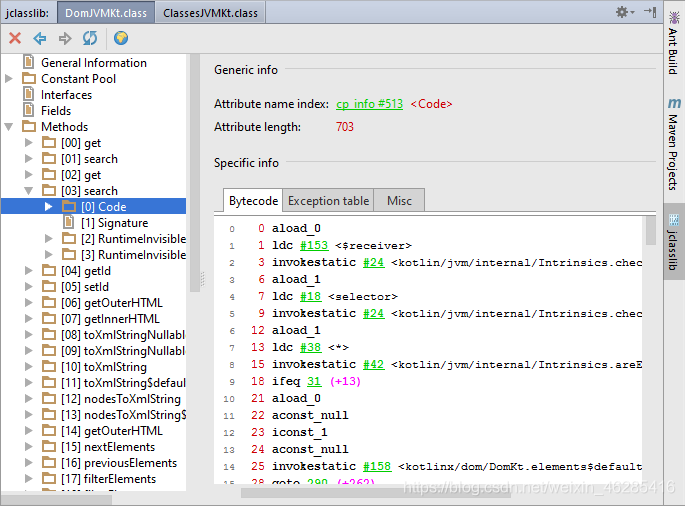 jclasslib: DomJVMKt.class ClassesJVMKt.class
General Information
Constant Pool
Interfaces
Fields
Methods
[00] get
[01] search
[02] get
[03] search
[0] Code
[1] Signature
[2] RuntimeInvisible
[3] RuntimeInvisible
[04] getId
[05] setId
[06] getOuterHTML
[07] getInnerHTML
[08] toXmlStringNullabl
[09] toXmlStringNullabl
[10] toXmlString
[11] toXmlString$defaul
[12] nodesToXmlString
[13] nodesToXmlString$
[14] getOuterHTML
[15] nextElements
[16] previousElements
[17] filterElements
Generic info
Attribute name index: cp_info #513 <Code>
Attribute length: 703
Specific info
Bytecode Exception table Misc
0 0 aload_0
1 1 ldc #153 <$receiver>
2 3 invokestatic #24 <kotlin/jvm/internal/Intrinsics.chec
3 6 aload_1
4 7 ldc #18 <selector>
5 9 invokestatic #24 <kotlin/jvm/internal/Intrinsics.chec
6 12 aload_1
7 13 ldc #38 <*>
8 15 invokestatic #42 <kotlin/jvm/internal/Intrinsics.areE
9 18 ifeq 31 (+13)
10 21 aload_0
11 22 aconst_null
12 23 iconst_1
13 24 aconst_null
14 25 invokestatic #158 <kotlinx/dom/DomKt.elements$default
15 28 goto 290 (+262)
Ant Build
m Maven Projects
jclasslib
https://blog.csdn.net/weixin_46285416